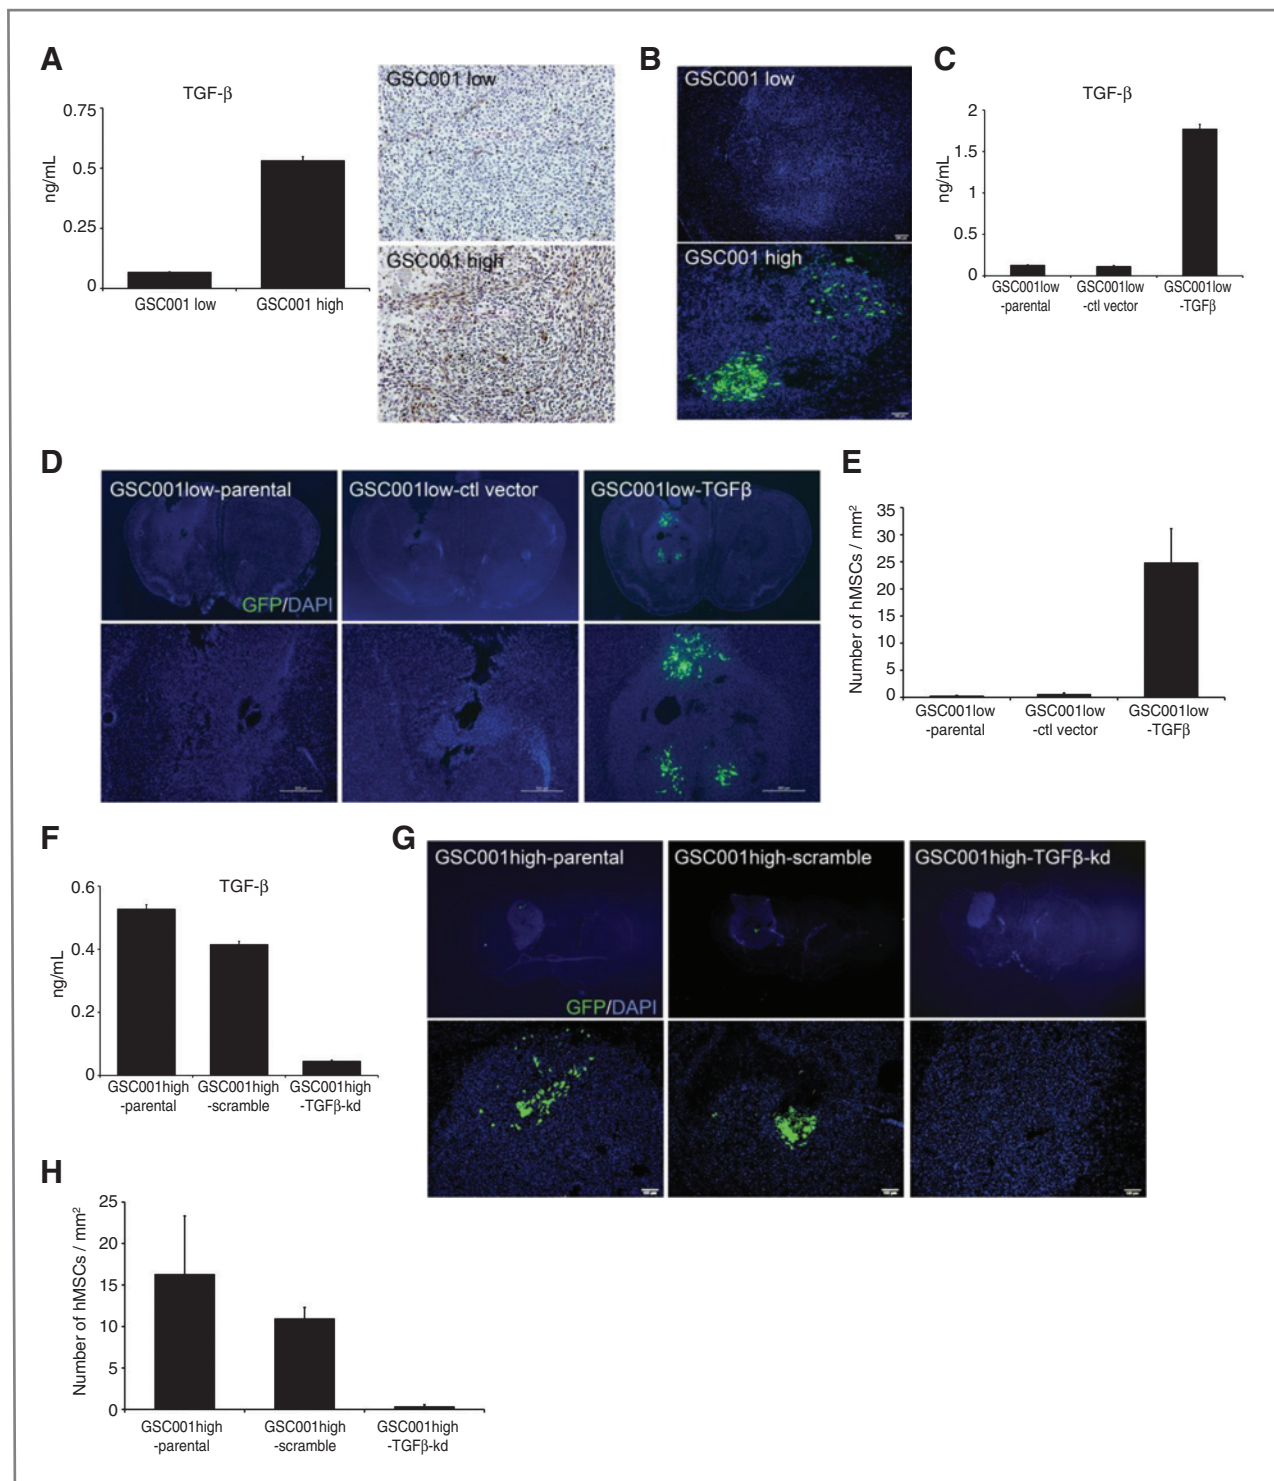 A
TGF-β
ng/mL
0.75
0.5
0.25
0
GSC001 low
GSC001 high
GSC001 low
GSC001 high
B
GSC001 low
GSC001 high
C
TGF-β
ng/mL
2
1.5
1
0.5
0
GSC001low
-parental
GSC001low
-ctl vector
GSC001low
-TGFβ
D
GSC001low-parental
GSC001low-ctl vector
GSC001low-TGFβ
GFP/DAPI
E
Number of hMSCs / mm²
35
30
25
20
15
10
5
0
GSC001low
-parental
GSC001low
-ctl vector
GSC001low
-TGFβ
F
TGF-β
ng/mL
0.6
0.4
0.2
0
GSC001high
-parental
GSC001high
-scramble
GSC001high
-TGFβ-kd
G
GSC001high-parental
GSC001high-scramble
GSC001high-TGFβ-kd
GFP/DAPI
H
Number of hMSCs / mm²
25
20
15
10
5
0
GSC001high
-parental
GSC001high
-scramble
GSC001high
-TGFβ-kd